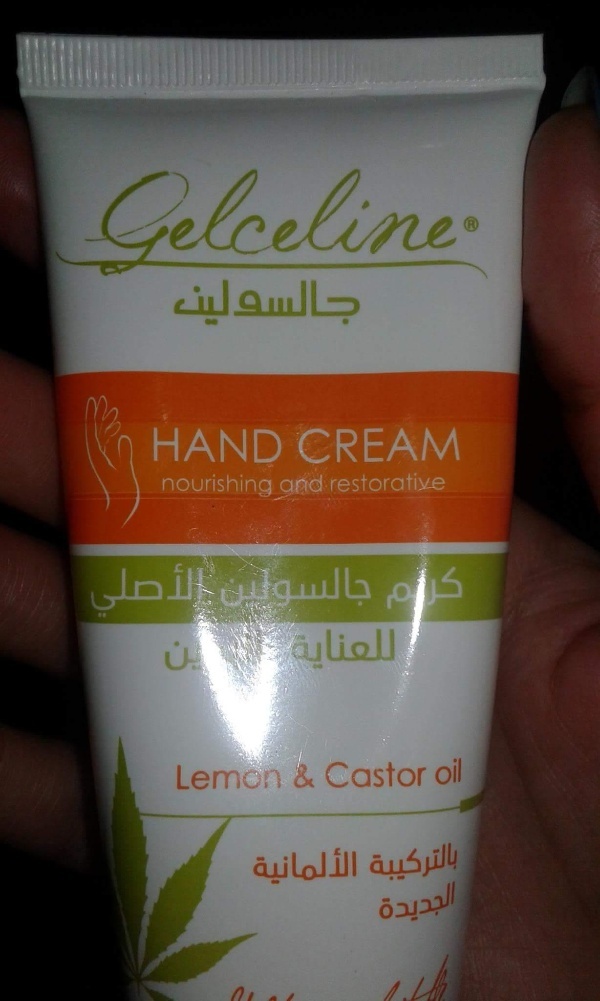 Gelceline®
جالسولين
HAND CREAM
nourishing and restorative
كريم جالسولين الأصلي
للعناية
Lemon & Castor oil
بالتركيبة الألمانية
الجديدة